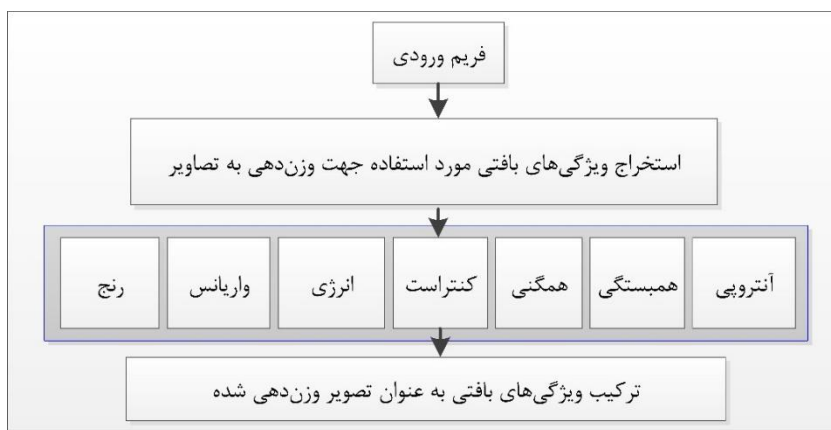 فریم ورودی
استخراج ویژگی‌های بافتی مورد استفاده جهت وزن‌دهی به تصاویر
آنتروپی
همبستگی
همگنی
کنتراست
انرژی
واریانس
رنج
ترکیب ویژگی‌های بافتی به عنوان تصویر وزن‌دهی شده